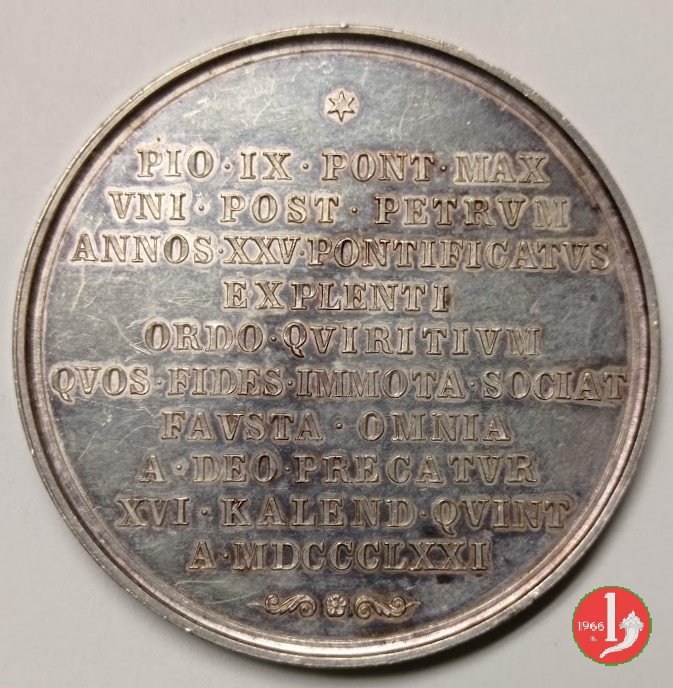 PIO · IX · PONT · MAX
VNI · POST · PETRVM
ANNOS · XXV · PONTIFICATVS
EXPLENTI
ORDO · QVIRITIVM
QVOS · FIDES · IMMOTA · SOCIAT
FAVSTA · OMNIA
A · DEO · PRECATVR
XVI · KALEND · QVINT
A · MDCCCLXXI
1966